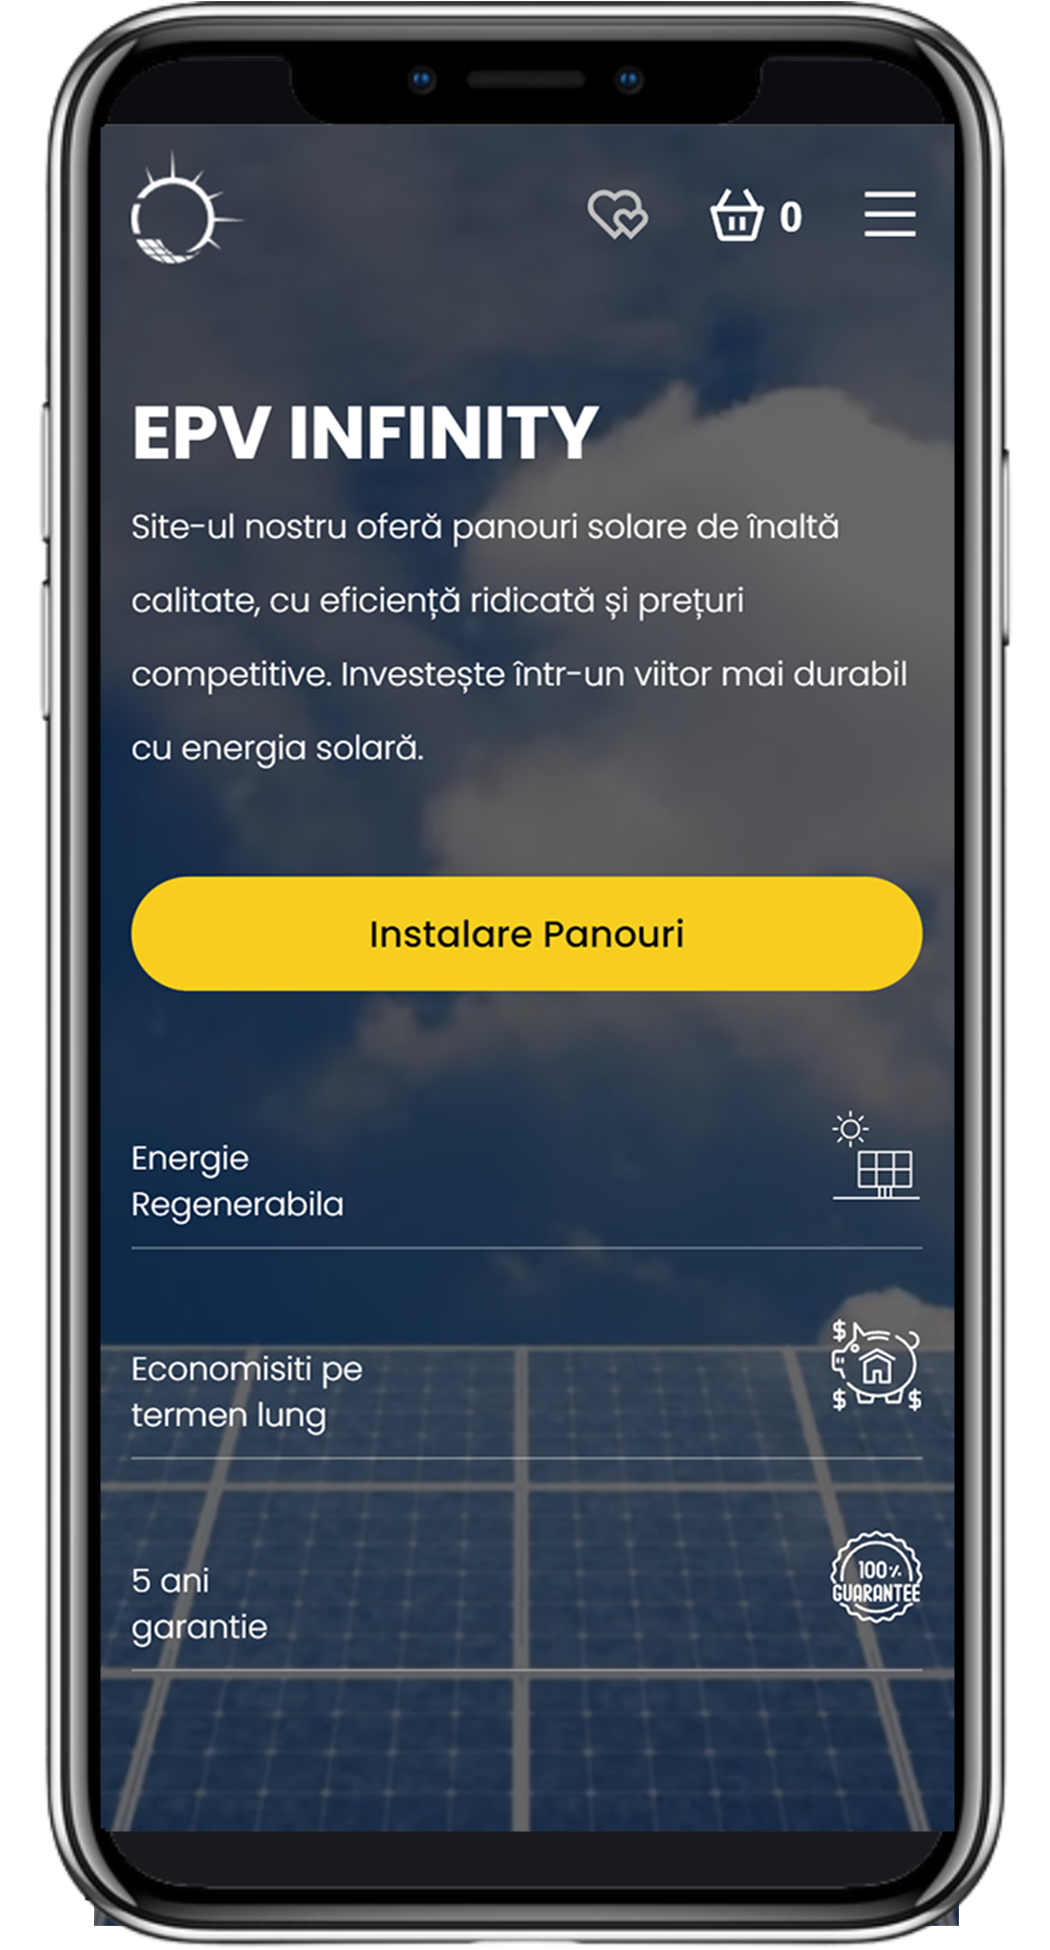 0
EPV INFINITY
Site-ul nostru oferă panouri solare de înaltă
calitate, cu eficiență ridicată și prețuri
competitive. Investește într-un viitor mai durabil
cu energia solară.
Instalare Panouri
Energie
Regenerabila
$
Economisiti pe
termen lung
$ $
100%
GUARANTEE
5 ani
garantie